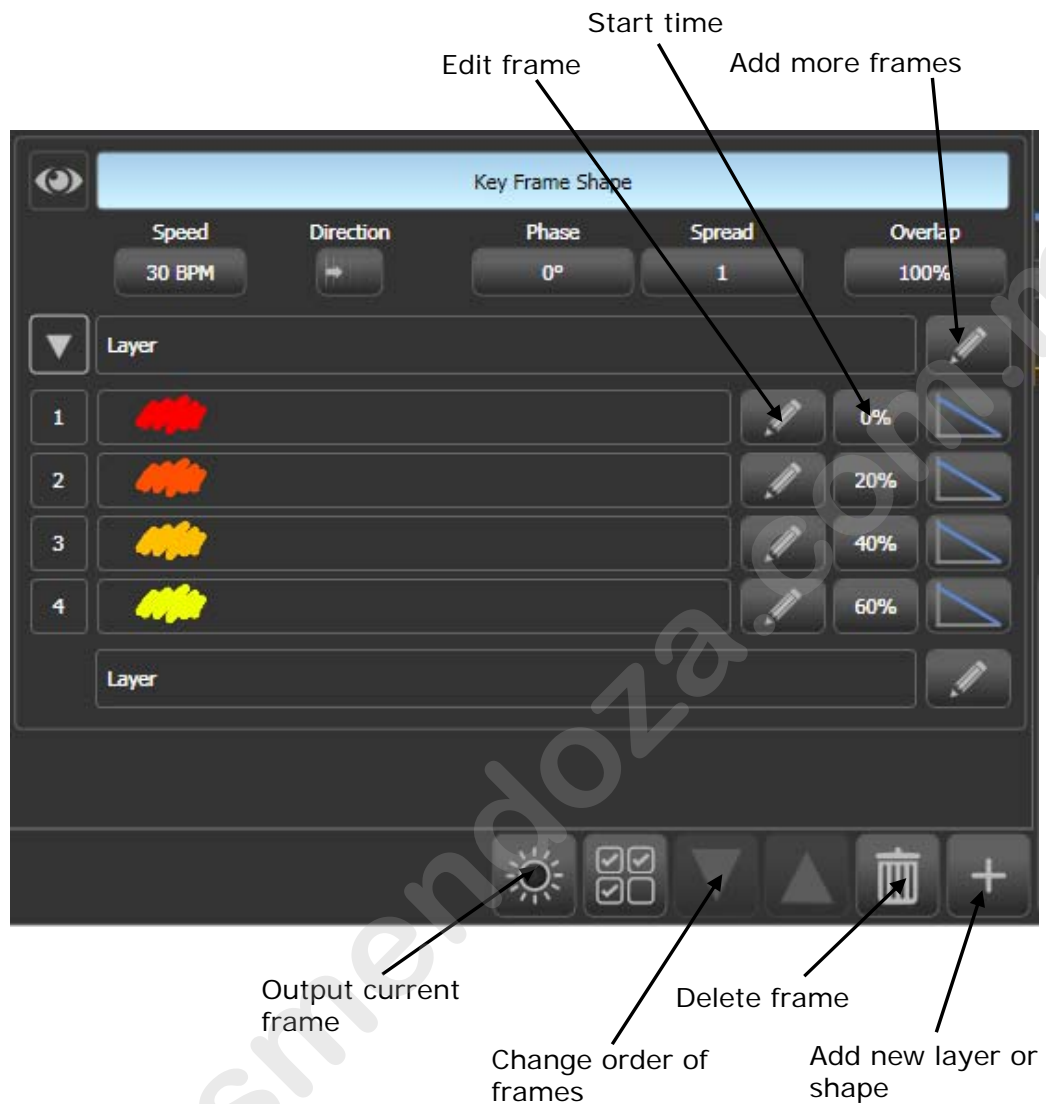 Start time
Edit frame
Add more frames
Key Frame Shape
Speed Direction Phase Spread Overlap
30 BPM 0° 1 100%
Layer
1 0%
2 20%
3 40%
4 60%
Layer
Output current
frame
Delete frame
Change order of
frames
Add new layer or
shape
smendoza.com.m